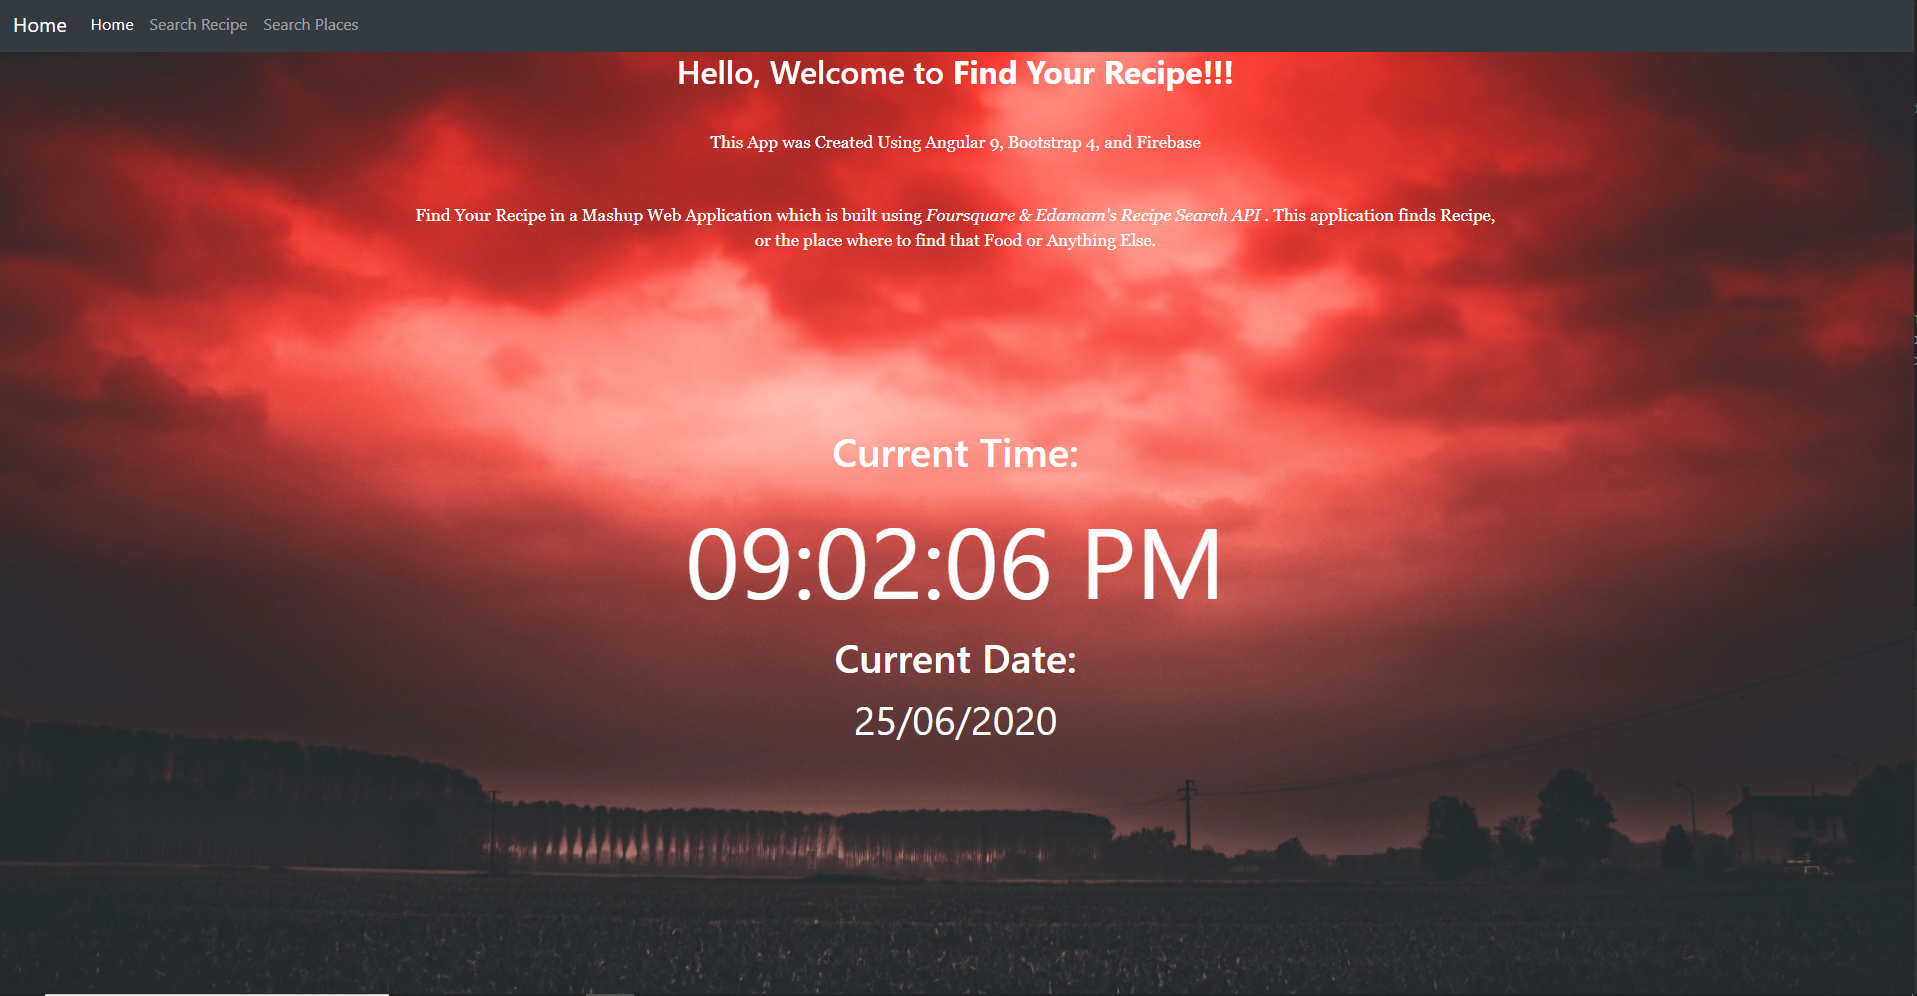 Home Home Search Recipe Search Places
Hello, Welcome to Find Your Recipe!!!
This App was Created Using Angular 9, Bootstrap 4, and Firebase
Find Your Recipe in a Mashup Web Application which is built using Foursquare & Edamam's Recipe Search API . This application finds Recipe,
or the place where to find that Food or Anything Else.
Current Time:
09:02:06 PM
Current Date:
25/06/2020